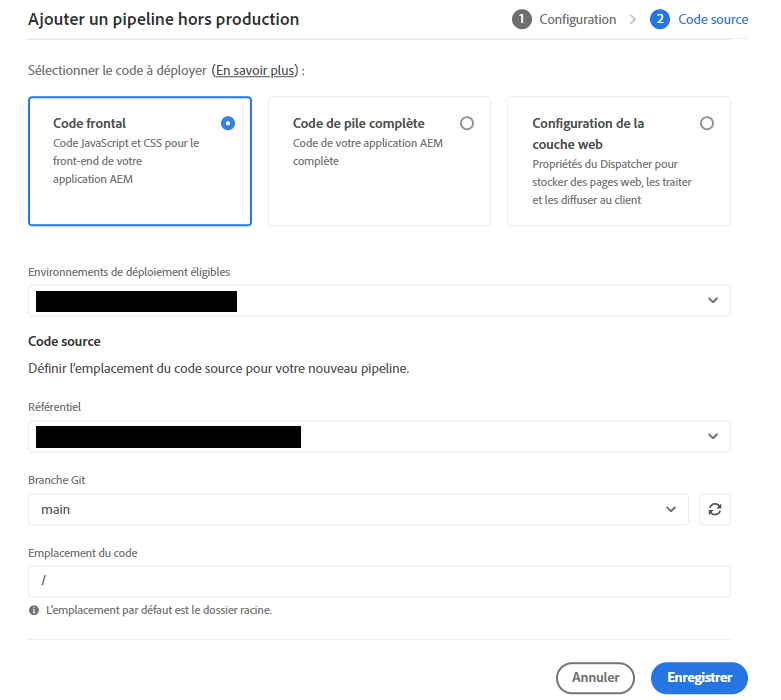 Ajouter un pipeline hors production
1 Configuration > 2 Code source
Sélectionner le code à déployer (En savoir plus) :
Code frontal
Code JavaScript et CSS pour le
front-end de votre
application AEM
Code de pile complète
Code de votre application AEM
complète
Configuration de la
couche web
Propriétés du Dispatcher pour
stocker des pages web, les traiter
et les diffuser au client
Environnements de déploiement éligibles
Code source
Définir l'emplacement du code source pour votre nouveau pipeline.
Référentiel
Branche Git
main
Emplacement du code
/
L'emplacement par défaut est le dossier racine.
Annuler
Enregistrer